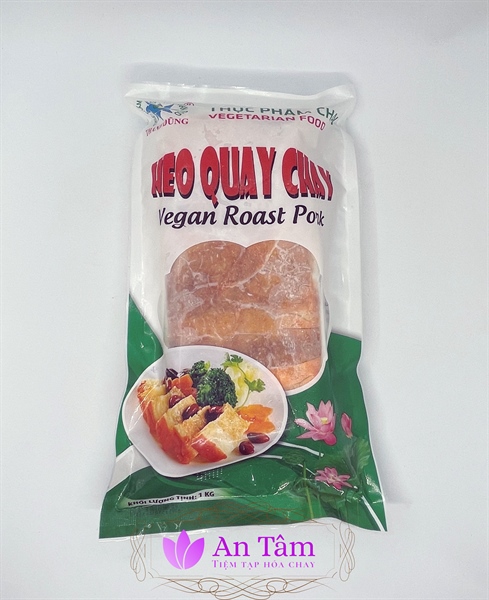 THỰC PHẨM CHAY
VEGETARIAN FOOD
HEO QUAY CHAY
Vegan Roast Pork
KHỐI LƯỢNG TỊNH: 1 KG
An Tâm
TIỆM TẠP HÓA CHAY